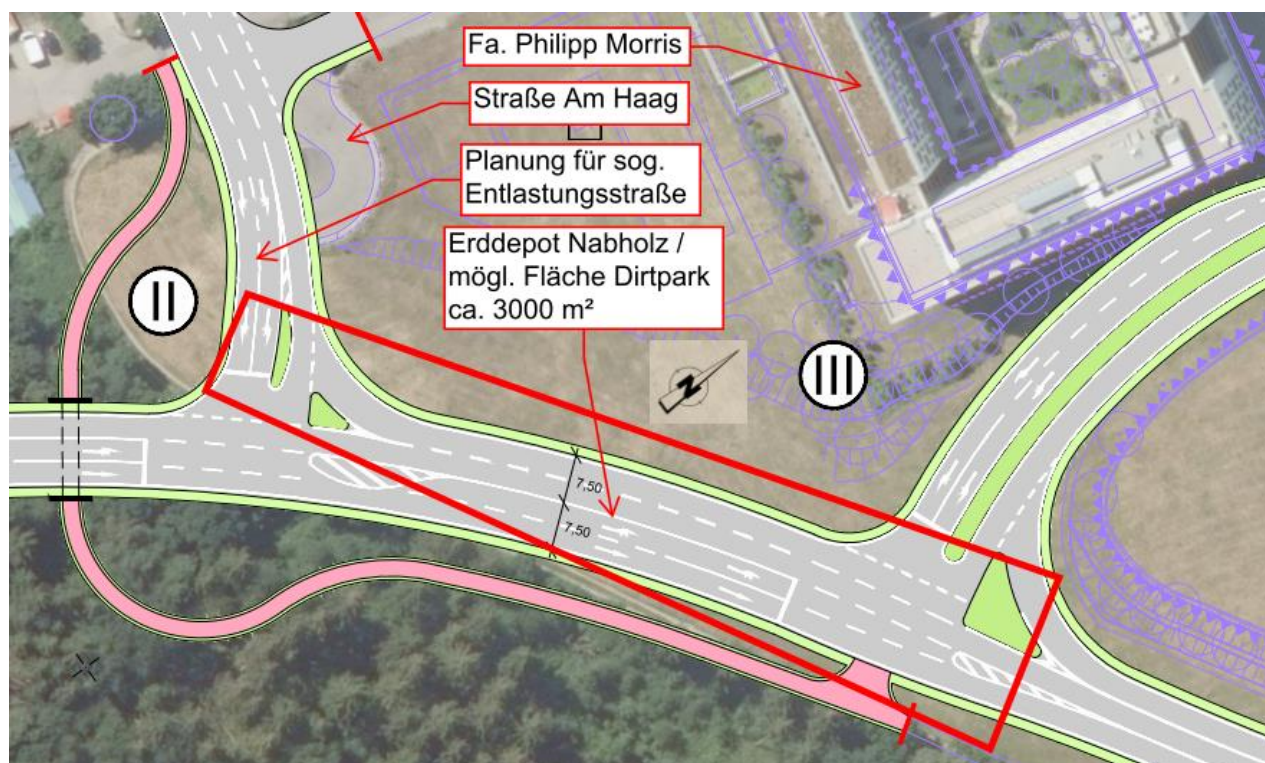 Fa. Philipp Morris
Straße Am Haag
Planung für sog.
Entlastungsstraße
Erddepot Nabholz /
mögl. Fläche Dirtpark
ca. 3000 m²
II
III
N
7,50
7,50